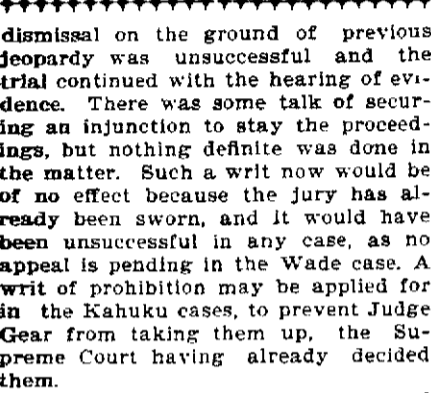 dismissal on the ground of previous
jeopardy was unsuccessful and the
trial continued with the hearing of evi-
dence. There was some talk of secur-
ing an injunction to stay the proceed-
ings, but nothing definite was done in
the matter. Such a writ now would be
of no effect because the jury has al-
ready been sworn, and it would have
been unsuccessful in any case, as no
appeal is pending in the Wade case. A
writ of prohibition may be applied for
in the Kahuku cases, to prevent Judge
Gear from taking them up, the Su-
preme Court having already decided
them.